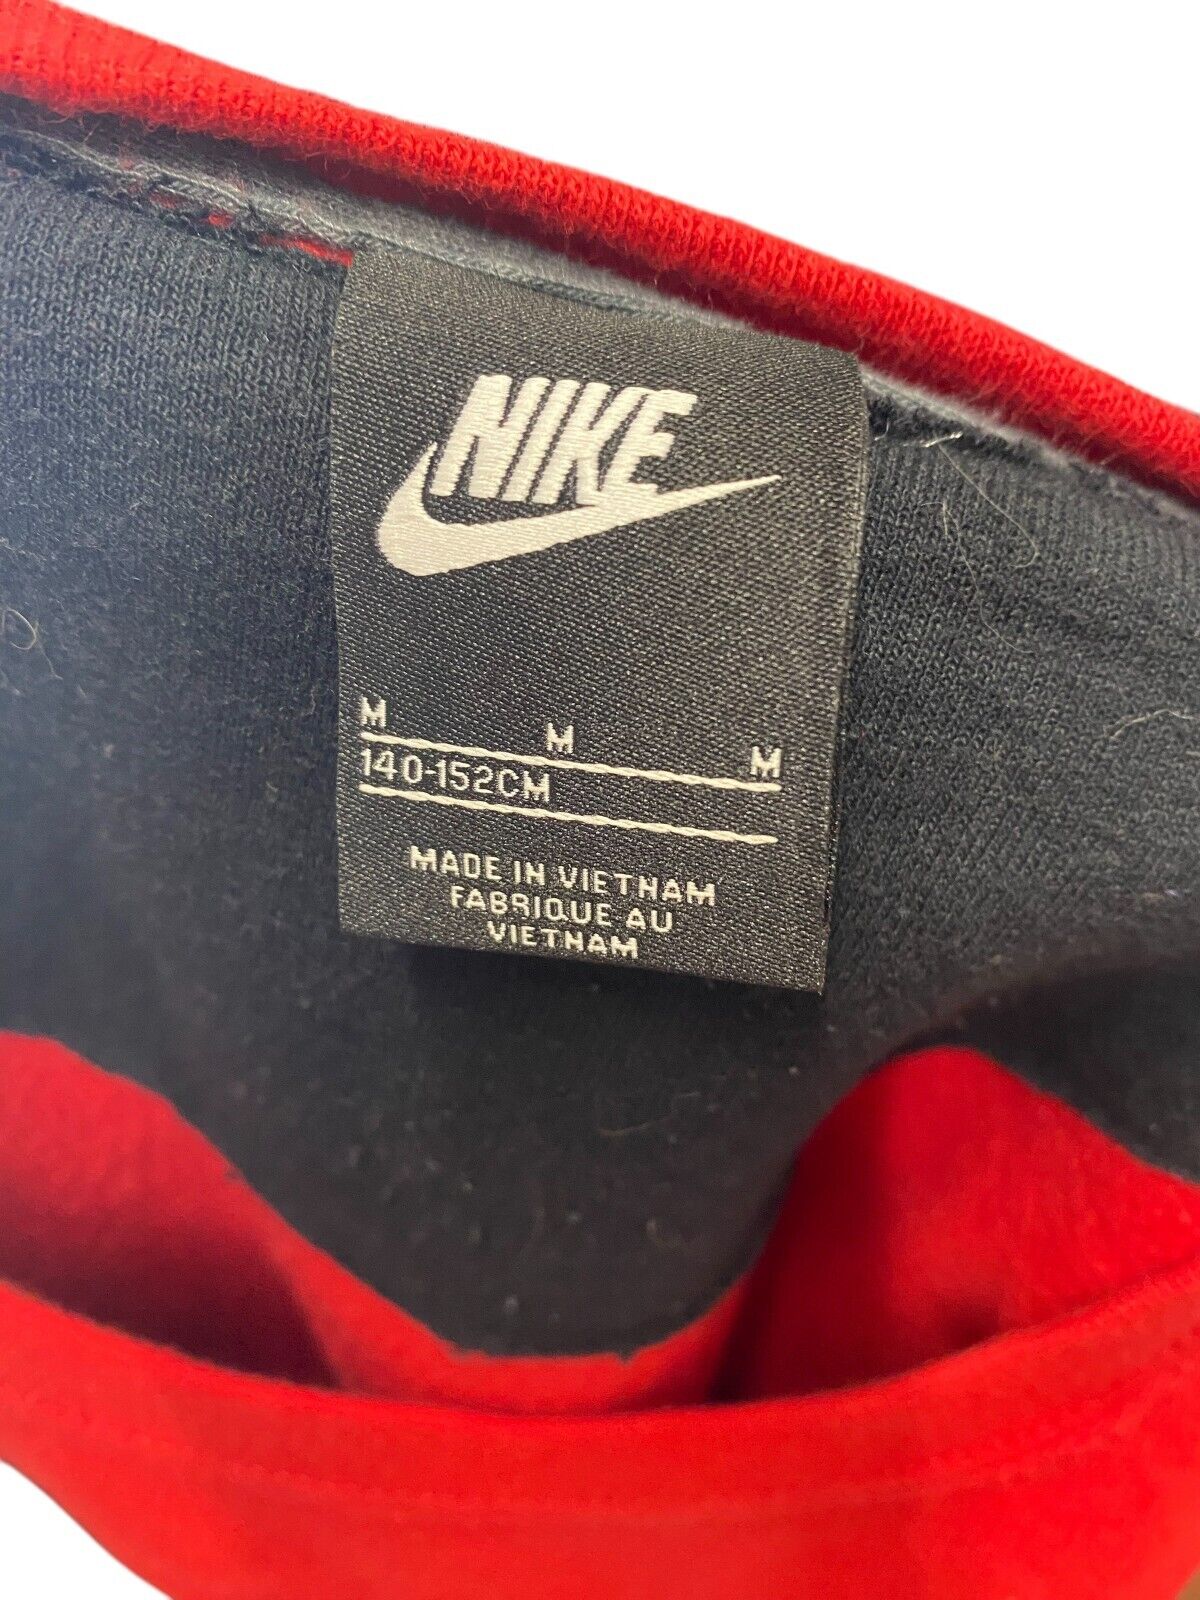 NIKE
M M M
140-152CM
MADE IN VIETNAM
FABRIQUE AU
VIETNAM